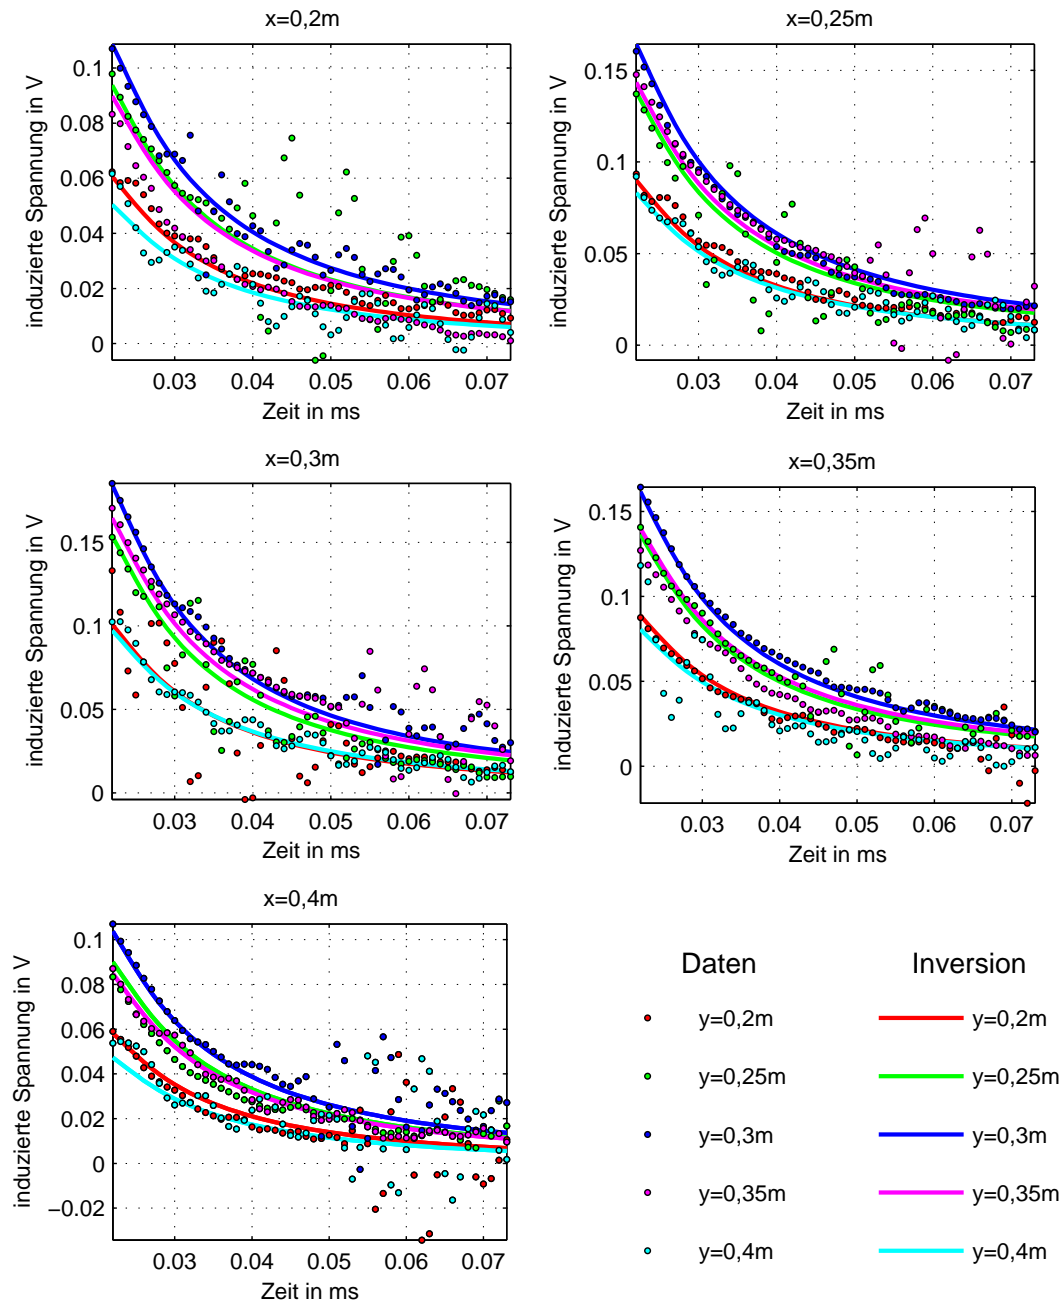 x=0,2m
induzierte Spannung in V
0.1
0.08
0.06
0.04
0.02
0
0.03 0.04 0.05 0.06 0.07
Zeit in ms
x=0,25m
induzierte Spannung in V
0.15
0.1
0.05
0
0.03 0.04 0.05 0.06 0.07
Zeit in ms
x=0,3m
induzierte Spannung in V
0.15
0.1
0.05
0
0.03 0.04 0.05 0.06 0.07
Zeit in ms
x=0,35m
induzierte Spannung in V
0.15
0.1
0.05
0
0.03 0.04 0.05 0.06 0.07
Zeit in ms
x=0,4m
induzierte Spannung in V
0.1
0.08
0.06
0.04
0.02
0
−0.02
0.03 0.04 0.05 0.06 0.07
Zeit in ms
Daten Inversion
y=0,2m y=0,2m
y=0,25m y=0,25m
y=0,3m y=0,3m
y=0,35m y=0,35m
y=0,4m y=0,4m